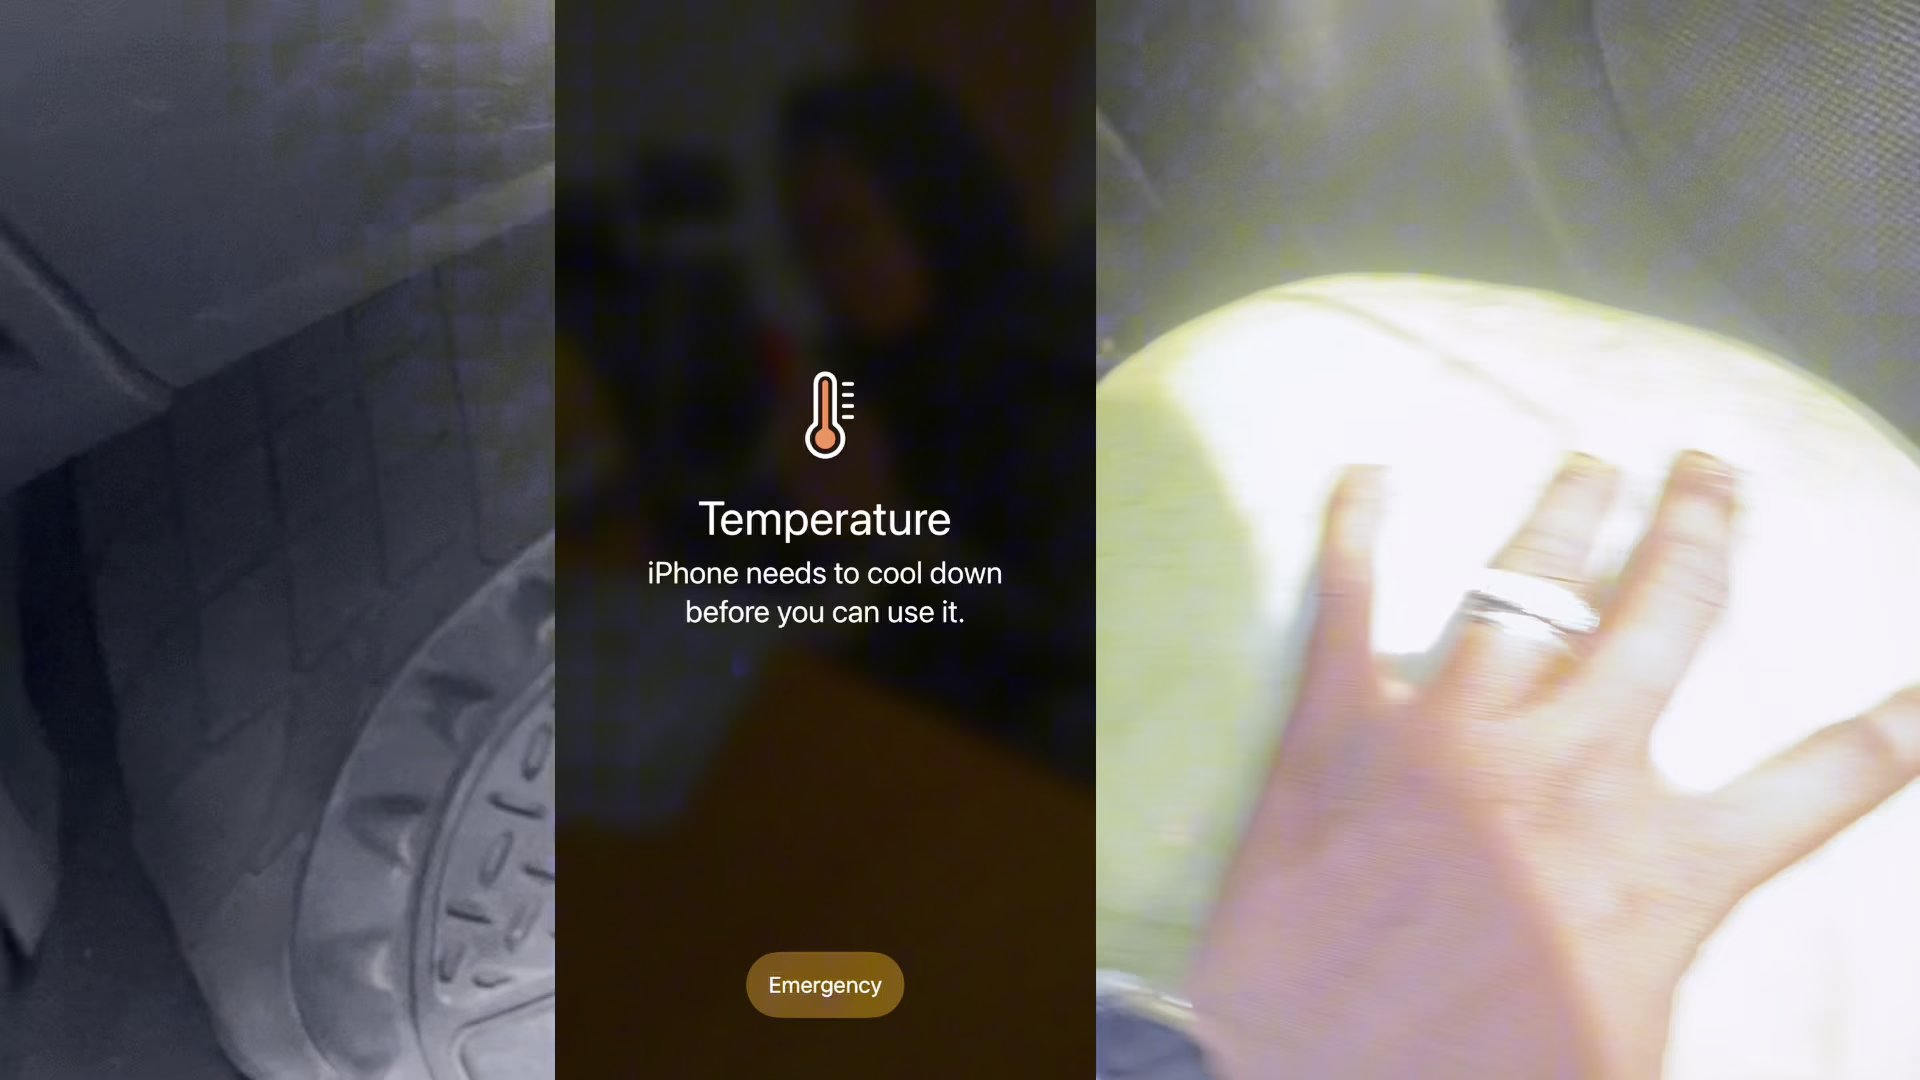 Temperature
iPhone needs to cool down
before you can use it.
Emergency